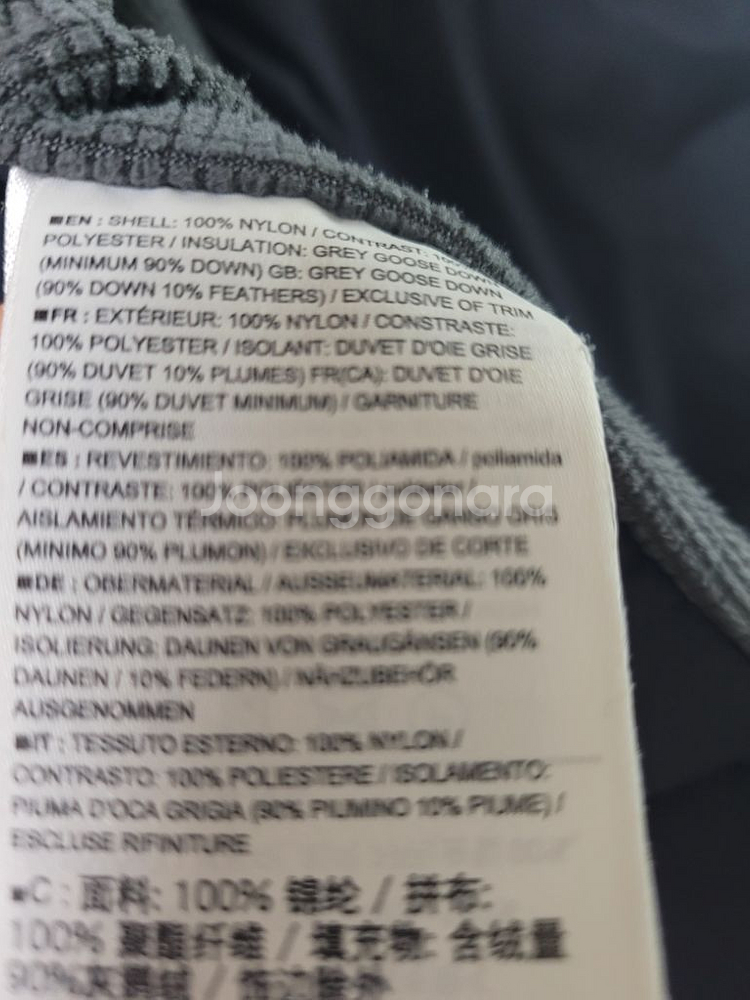 EN : SHELL: 100% NYLON / CONTRAST: 100%
POLYESTER / INSULATION: GREY GOOSE DOWN
(MINIMUM 90% DOWN) GB: GREY GOOSE DOWN
(90% DOWN 10% FEATHERS) / EXCLUSIVE OF TRIM
FR : EXTÉRIEUR: 100% NYLON / CONSTRASTE:
100% POLYESTER / ISOLANT: DUVET D'OIE GRISE
(90% DUVET 10% PLUMES) FR(CA): DUVET D'OIE
GRISE (90% DUVET MINIMUM) / GARNITURE
NON-COMPRISE
ES : REVESTIMIENTO: 100% POLIAMIDA / poliamida
/ CONTRASTE: 100%
Joonggonara
AISLAMIENTO TÉRMICO:
(MINIMO 90% PLUMON) / EXCLUSIVO DE CORTE
DE : OBERMATERIAL / AUSSENMATERIAL: 100%
NYLON / GEGENSATZ: 100% POLYESTER /
ISOLIERUNG: DAUNEN VON GRAUGÄNSEN (90%
DAUNEN / 10% FEDERN) / NÄHZUBEHÖR
AUSGENOMMEN
IT : TESSUTO ESTERNO: 100% NYLON /
CONTRASTO: 100% POLIESTERE / ISOLAMENTO:
PIUMA D'OCA GRIGIA (90% PIUMINO 10% PIUME) /
ESCLUSE RIFINITURE
C : 面料: 100% 锦纶 / 拼布:
100% 聚酯纤维 / 填充物: 含绒量
90%灰鹅绒 /